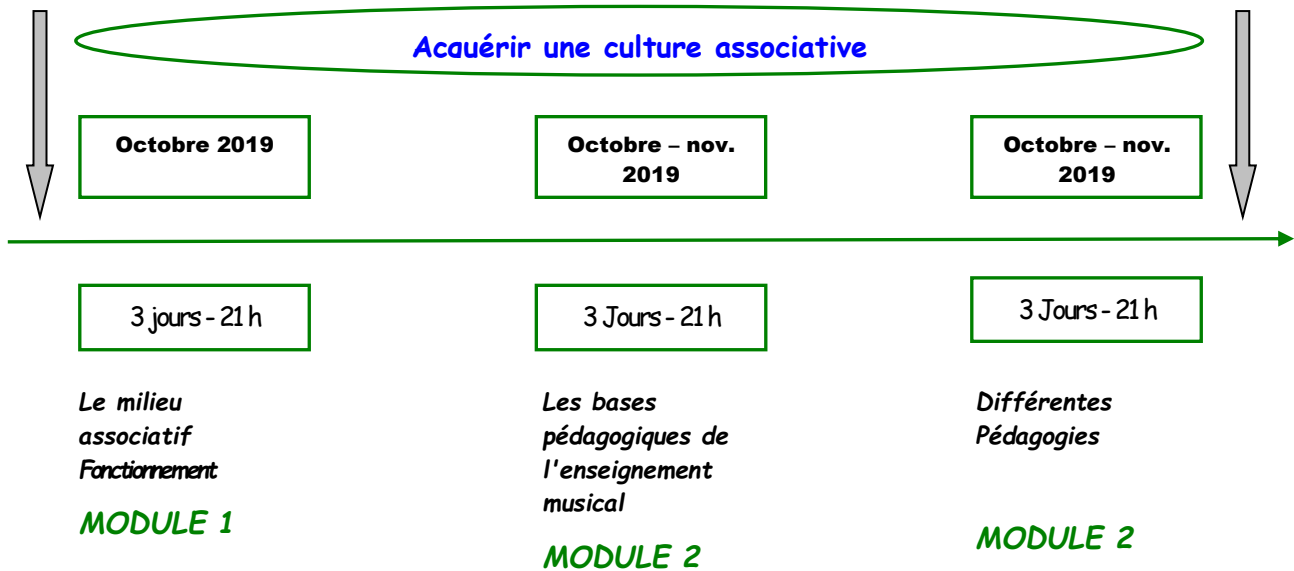 Acquérir une culture associative
Octobre 2019
Octobre – nov.
2019
Octobre – nov.
2019
3 jours - 21 h
3 Jours - 21 h
3 Jours - 21 h
Le milieu
associatif
Fonctionnement
MODULE 1
Les bases
pédagogiques de
l'enseignement
musical
MODULE 2
Différentes
Pédagogies
MODULE 2